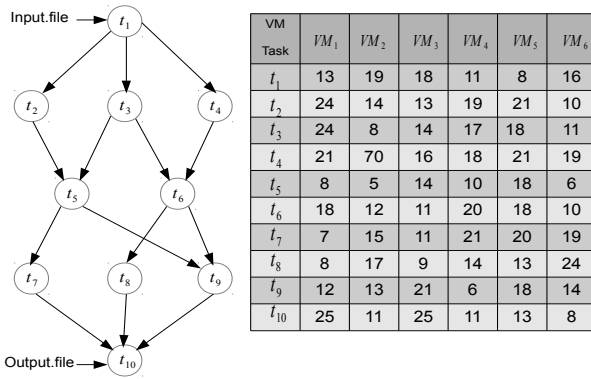 Input.file
t1
t2
t3
t4
t5
t6
t7
t8
t9
Output.file
t10
VM
Task
VM1 VM2 VM3 VM4 VM5 VM6
t1 13 19 18 11 8 16
t2 24 14 13 19 21 10
t3 24 8 14 17 18 11
t4 21 70 16 18 21 19
t5 8 5 14 10 18 6
t6 18 12 11 20 18 10
t7 7 15 11 21 20 19
t8 8 17 9 14 13 24
t9 12 13 21 6 18 14
t10 25 11 25 11 13 8